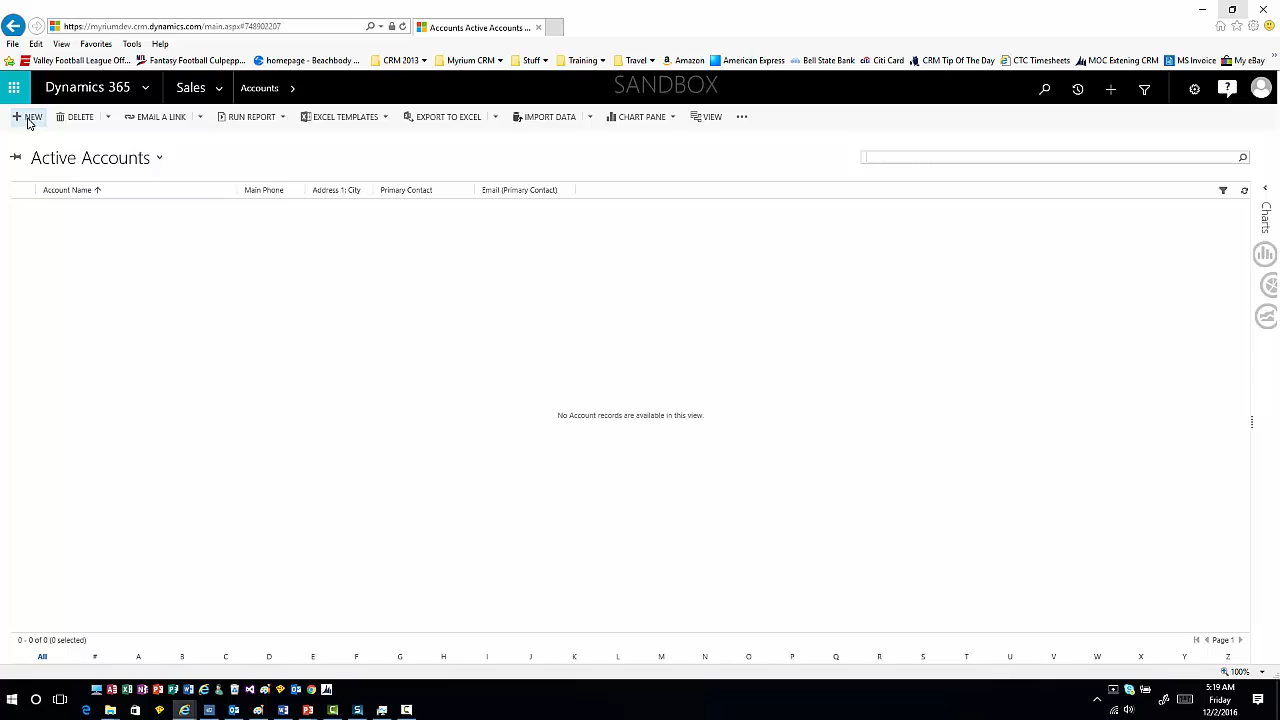 https://myriumdev.crm.dynamics.com/main.aspx#748902207
Accounts Active Accounts ...
File Edit View Favorites Tools Help
Valley Football League Off... Fantasy Football Culpepp... homepage - Beachbody ... CRM 2013 Myrium CRM Stuff Training Travel Amazon American Express Bell State Bank Citi Card CRM Tip Of The Day CTC Timesheets MOC Extening CRM MS Invoice My eBay
Dynamics 365 Sales Accounts SANDBOX
NEW DELETE EMAIL A LINK RUN REPORT EXCEL TEMPLATES EXPORT TO EXCEL IMPORT DATA CHART PANE VIEW ...
Active Accounts
Account Name Main Phone Address 1: City Primary Contact Email (Primary Contact)
Charts
No Account records are available in this view.
0 - 0 of 0 (0 selected) Page 1
All # A B C D E F G H I J K L M N O P Q R S T U V W X Y Z
100%
5:19 AM
Friday
12/2/2016